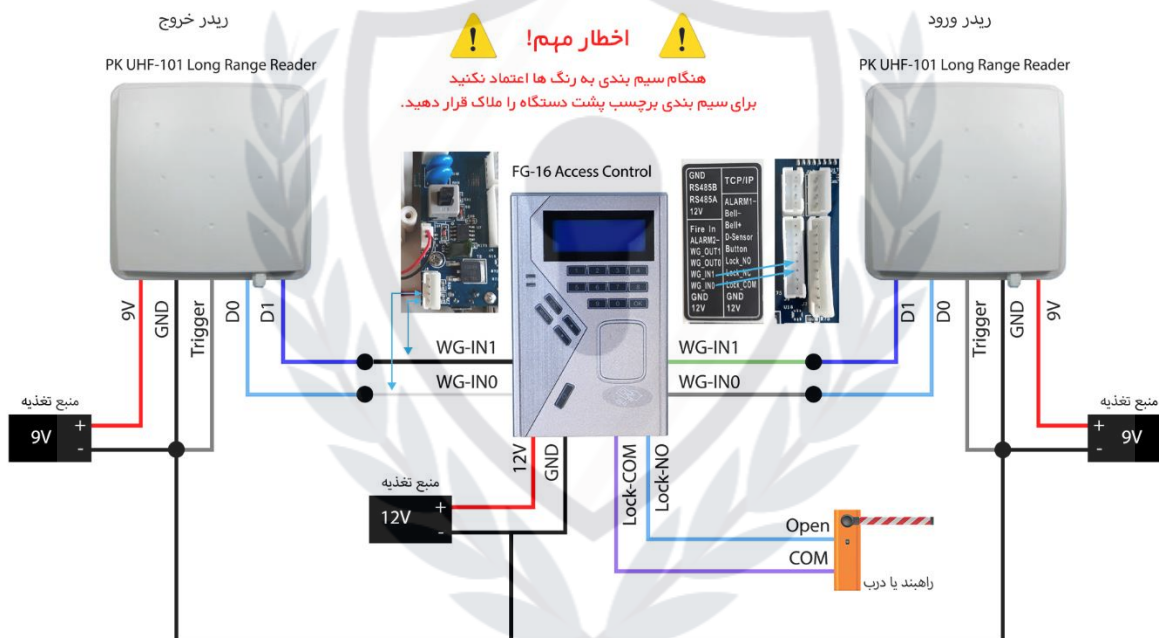 ریدر خروج
PK UHF-101 Long Range Reader
اخطار مهم!
هنگام سیم بندی به رنگ ها اعتماد نکنید
برای سیم بندی برچسب پشت دستگاه را ملاک قرار دهید.
ریدر ورود
PK UHF-101 Long Range Reader
FG-16 Access Control
GND
RS485B
RS485A
12V
Fire In
ALARM2-
WG_OUT1
WG_OUT0
WG_IN1
WG_IN0
GND
12V
TCP/IP
ALARM1-
Bell-
Bell+
D-Sensor
Button
Lock_NO
Lock_NC
Lock_COM
GND
12V
9V
GND
Trigger
D0
D1
WG-IN1
WG-IN0
WG-IN1
WG-IN0
D1
D0
Trigger
GND
9V
منبع تغذیه
9V
+
-
منبع تغذیه
12V
+
-
12V
GND
Lock-COM
Lock-NO
منبع تغذیه
9V
+
-
Open
COM
راهبند یا درب